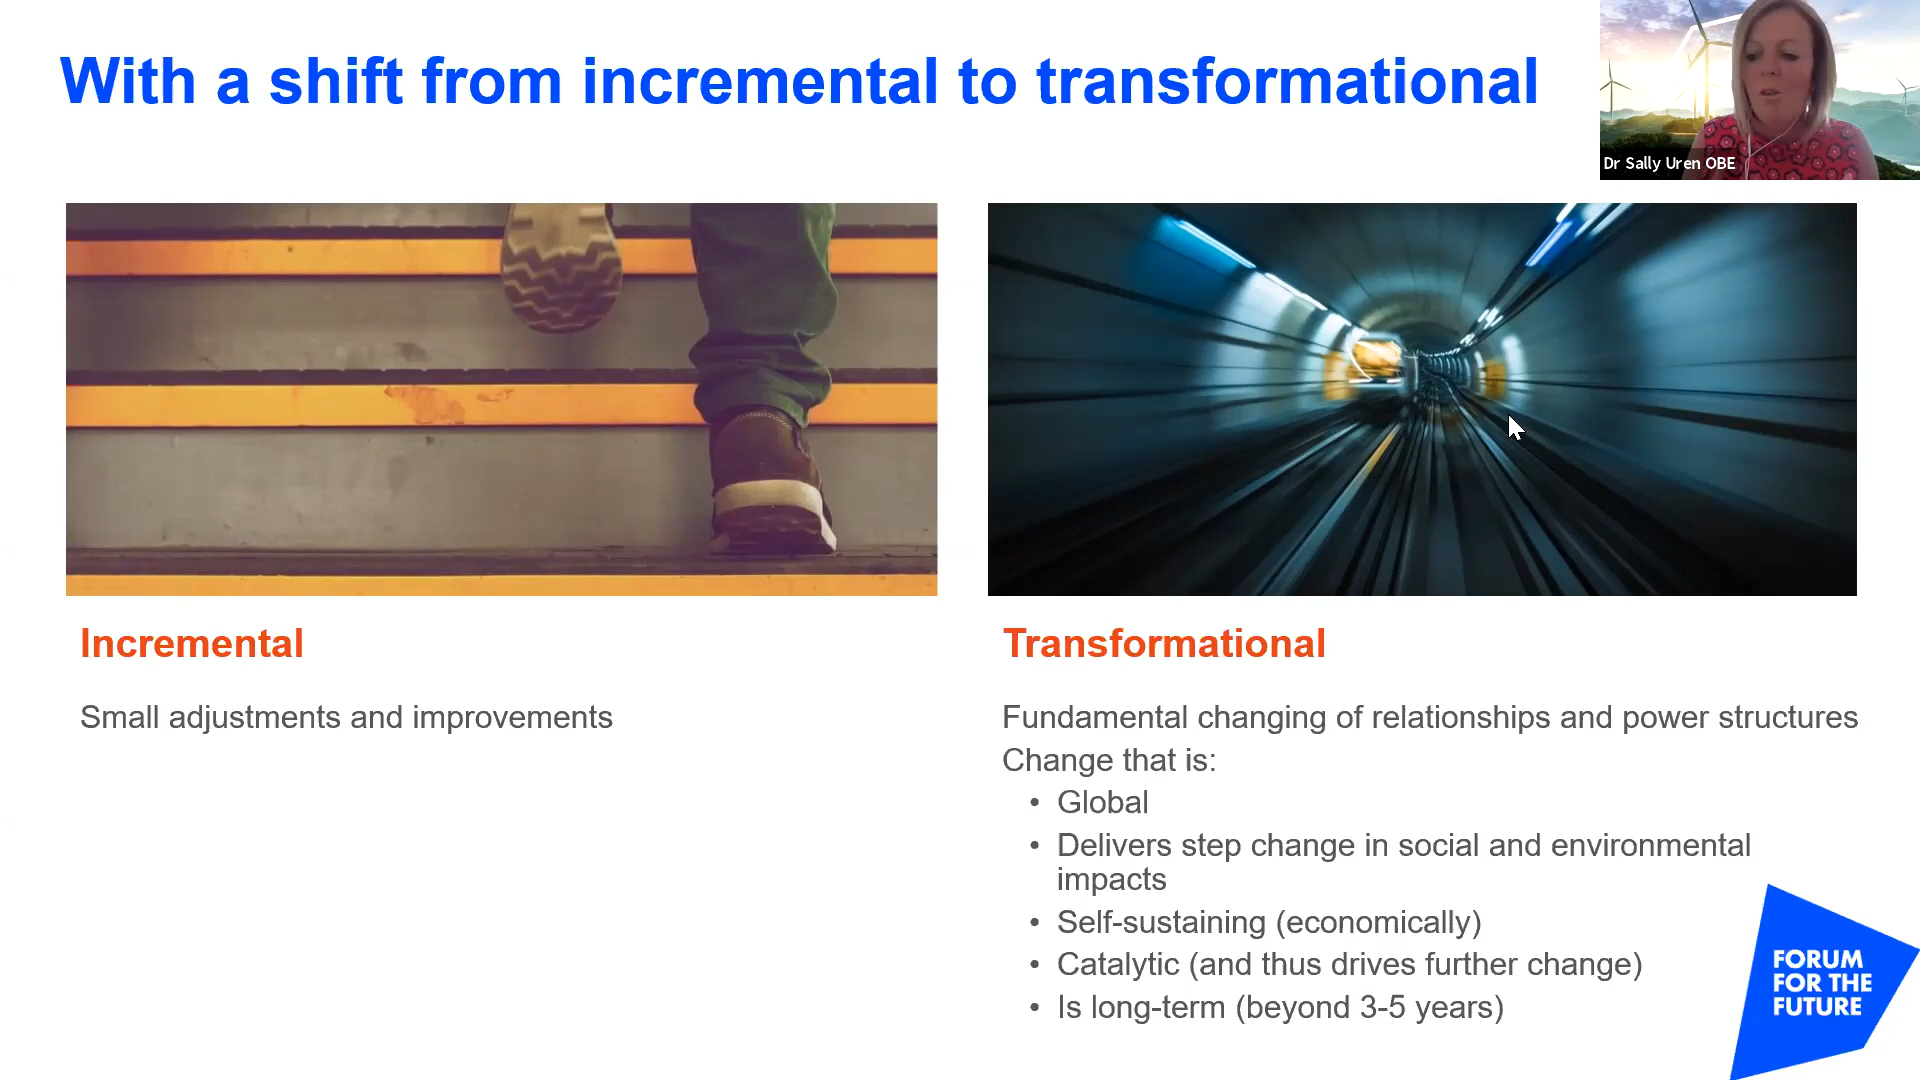 With a shift from incremental to transformational
Dr Sally Uren OBE
Incremental
Small adjustments and improvements
Transformational
Fundamental changing of relationships and power structures
Change that is:
• Global
• Delivers step change in social and environmental
impacts
• Self-sustaining (economically)
• Catalytic (and thus drives further change)
• Is long-term (beyond 3-5 years)
FORUM
FOR THE
FUTURE